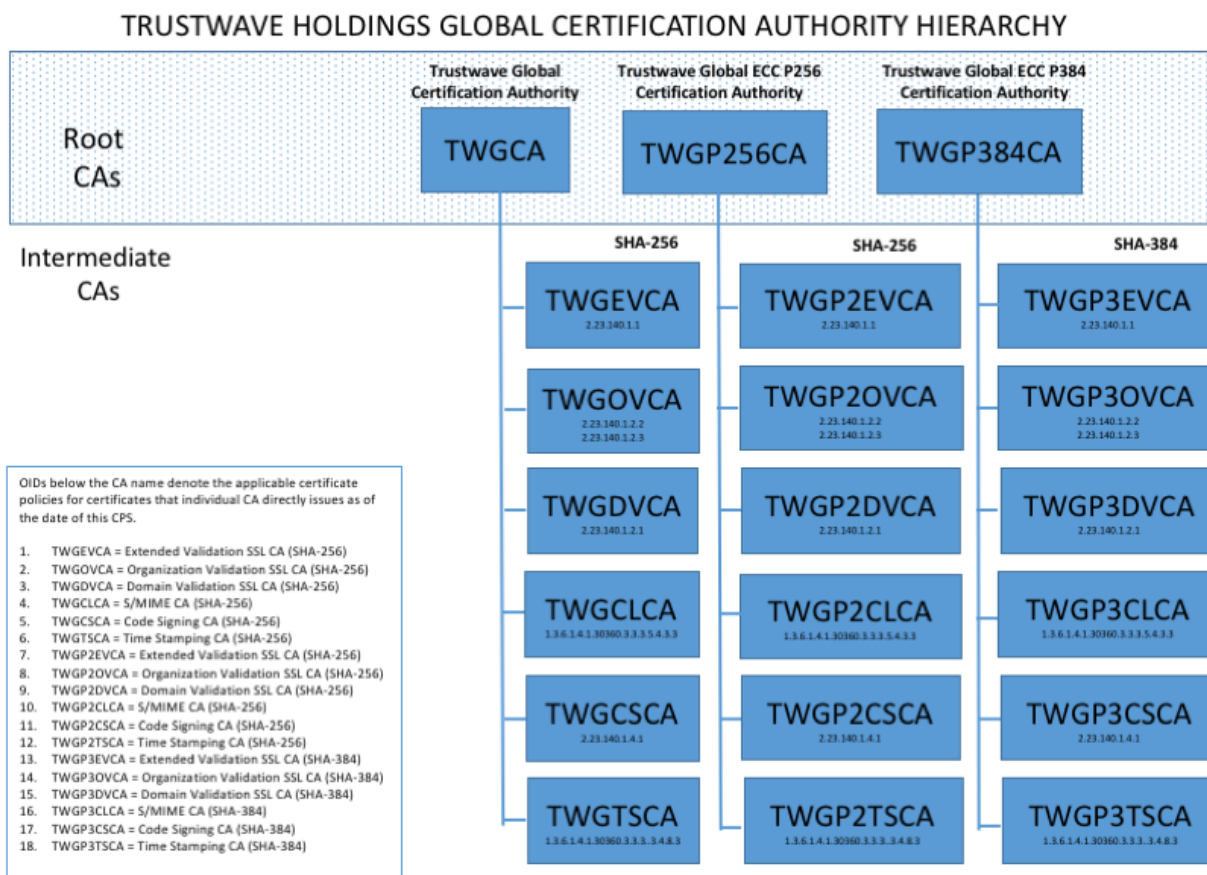 TRUSTWAVE HOLDINGS GLOBAL CERTIFICATION AUTHORITY HIERARCHY
Root
CAs
Trustwave Global
Certification Authority
TWGCA
Trustwave Global ECC P256
Certification Authority
TWGP256CA
Trustwave Global ECC P384
Certification Authority
TWGP384CA
Intermediate
CAs
SHA-256
TWGEVCA
2.23.140.1.1
TWGOVCA
2.23.140.1.2.2
2.23.140.1.2.3
TWGDVCA
2.23.140.1.2.1
TWGCLCA
1.3.6.1.4.1.30360.3.3.3.5.4.3.3
TWGCSCA
2.23.140.1.4.1
TWGTSCA
1.3.6.1.4.1.30360.3.3.3..3.4.8.3
SHA-256
TWGP2EVCA
2.23.140.1.1
TWGP2OVCA
2.23.140.1.2.2
2.23.140.1.2.3
TWGP2DVCA
2.23.140.1.2.1
TWGP2CLCA
1.3.6.1.4.1.30360.3.3.3.5.4.3.3
TWGP2CSCA
2.23.140.1.4.1
TWGP2TSCA
1.3.6.1.4.1.30360.3.3.3..3.4.8.3
SHA-384
TWGP3EVCA
2.23.140.1.1
TWGP3OVCA
2.23.140.1.2.2
2.23.140.1.2.3
TWGP3DVCA
2.23.140.1.2.1
TWGP3CLCA
1.3.6.1.4.1.30360.3.3.3.5.4.3.3
TWGP3CSCA
2.23.140.1.4.1
TWGP3TSCA
1.3.6.1.4.1.30360.3.3.3..3.4.8.3
OIDs below the CA name denote the applicable certificate
policies for certificates that individual CA directly issues as of
the date of this CPS.
1. TWGEVCA = Extended Validation SSL CA (SHA-256)
2. TWGOVCA = Organization Validation SSL CA (SHA-256)
3. TWGDVCA = Domain Validation SSL CA (SHA-256)
4. TWGCLCA = S/MIME CA (SHA-256)
5. TWGCSCA = Code Signing CA (SHA-256)
6. TWGTSCA = Time Stamping CA (SHA-256)
7. TWGP2EVCA = Extended Validation SSL CA (SHA-256)
8. TWGP2OVCA = Organization Validation SSL CA (SHA-256)
9. TWGP2DVCA = Domain Validation SSL CA (SHA-256)
10. TWGP2CLCA = S/MIME CA (SHA-256)
11. TWGP2CSCA = Code Signing CA (SHA-256)
12. TWGP2TSCA = Time Stamping CA (SHA-256)
13. TWGP3EVCA = Extended Validation SSL CA (SHA-384)
14. TWGP3OVCA = Organization Validation SSL CA (SHA-384)
15. TWGP3DVCA = Domain Validation SSL CA (SHA-384)
16. TWGP3CLCA = S/MIME CA (SHA-384)
17. TWGP3CSCA = Code Signing CA (SHA-384)
18. TWGP3TSCA = Time Stamping CA (SHA-384)